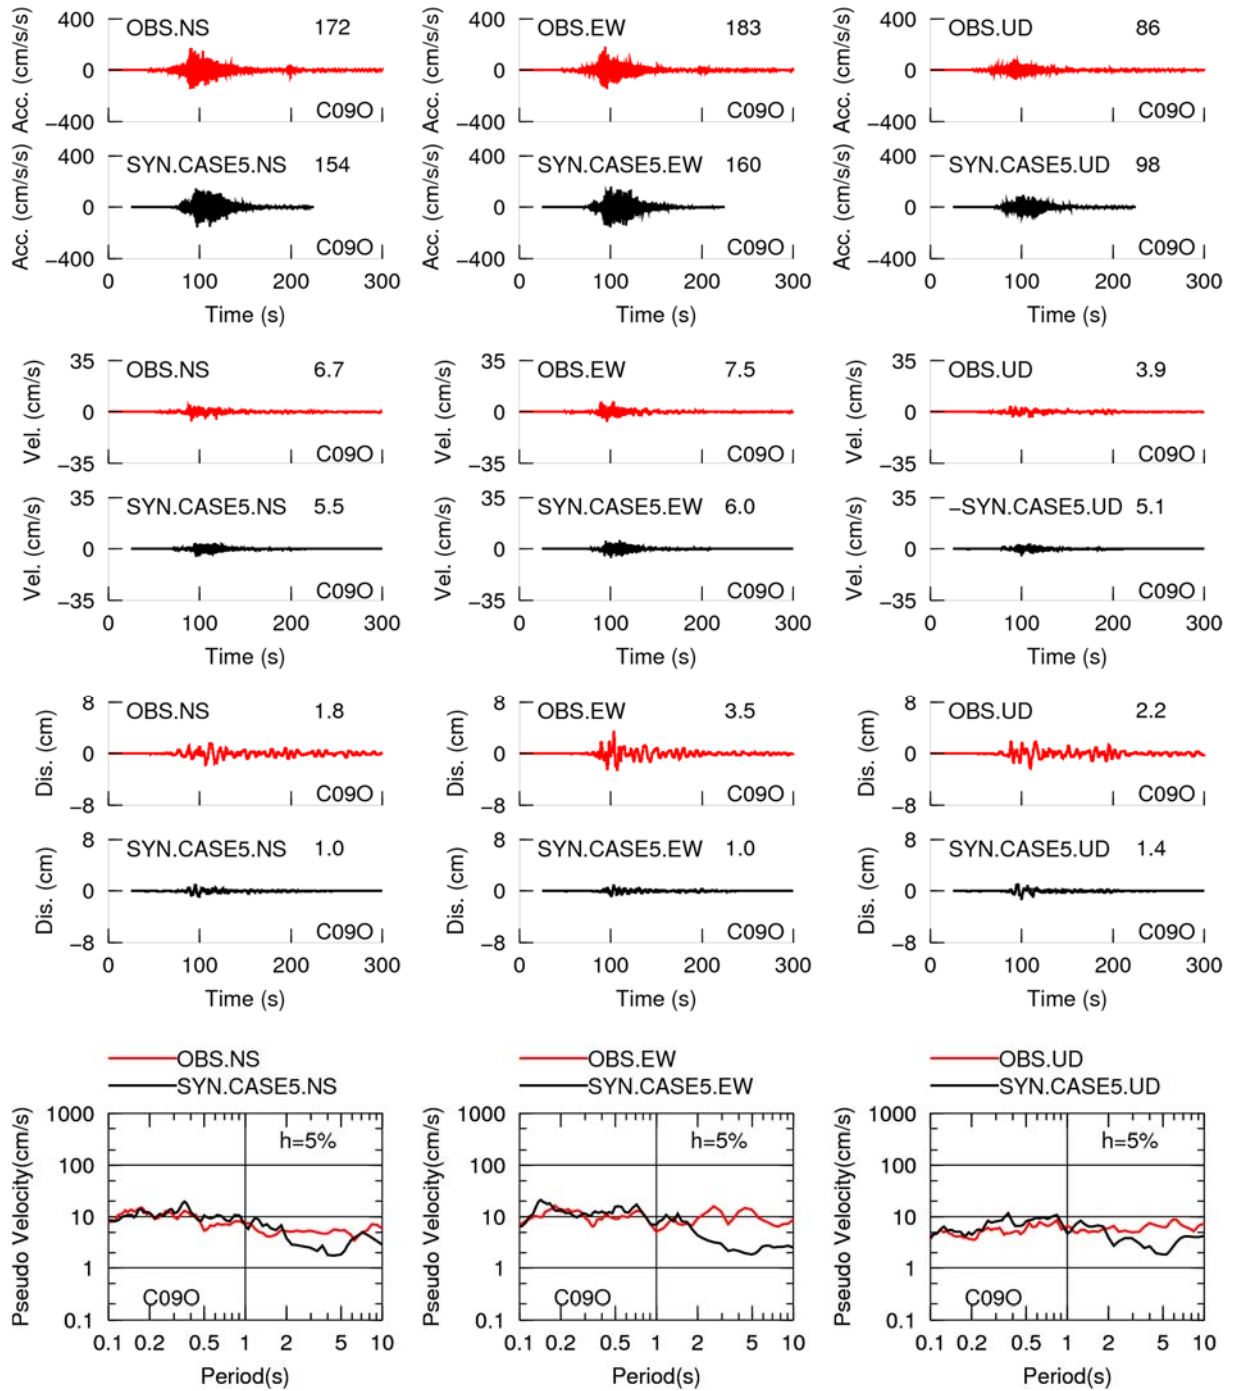 400 OBS.NS 172
0
−400 C09O
Acc. (cm/s/s)
400 OBS.EW 183
0
−400 C09O
Acc. (cm/s/s)
400 OBS.UD 86
0
−400 C09O
Acc. (cm/s/s)
400 SYN.CASE5.NS 154
0
−400 C09O
Acc. (cm/s/s)
0 100 200 300
Time (s)
400 SYN.CASE5.EW 160
0
−400 C09O
Acc. (cm/s/s)
0 100 200 300
Time (s)
400 SYN.CASE5.UD 98
0
−400 C09O
Acc. (cm/s/s)
0 100 200 300
Time (s)
35 OBS.NS 6.7
0
−35 C09O
Vel. (cm/s)
35 OBS.EW 7.5
0
−35 C09O
Vel. (cm/s)
35 OBS.UD 3.9
0
−35 C09O
Vel. (cm/s)
35 SYN.CASE5.NS 5.5
0
−35 C09O
Vel. (cm/s)
0 100 200 300
Time (s)
35 SYN.CASE5.EW 6.0
0
−35 C09O
Vel. (cm/s)
0 100 200 300
Time (s)
35 −SYN.CASE5.UD 5.1
0
−35 C09O
Vel. (cm/s)
0 100 200 300
Time (s)
8 OBS.NS 1.8
0
−8 C09O
Dis. (cm)
8 OBS.EW 3.5
0
−8 C09O
Dis. (cm)
8 OBS.UD 2.2
0
−8 C09O
Dis. (cm)
8 SYN.CASE5.NS 1.0
0
−8 C09O
Dis. (cm)
0 100 200 300
Time (s)
8 SYN.CASE5.EW 1.0
0
−8 C09O
Dis. (cm)
0 100 200 300
Time (s)
8 SYN.CASE5.UD 1.4
0
−8 C09O
Dis. (cm)
0 100 200 300
Time (s)
OBS.NS
SYN.CASE5.NS
1000
h=5%
100
10
1
C09O
0.1
Pseudo Velocity(cm/s)
0.1 0.2 0.5 1 2 5 10
Period(s)
OBS.EW
SYN.CASE5.EW
1000
h=5%
100
10
1
C09O
0.1
Pseudo Velocity(cm/s)
0.1 0.2 0.5 1 2 5 10
Period(s)
OBS.UD
SYN.CASE5.UD
1000
h=5%
100
10
1
C09O
0.1
Pseudo Velocity(cm/s)
0.1 0.2 0.5 1 2 5 10
Period(s)